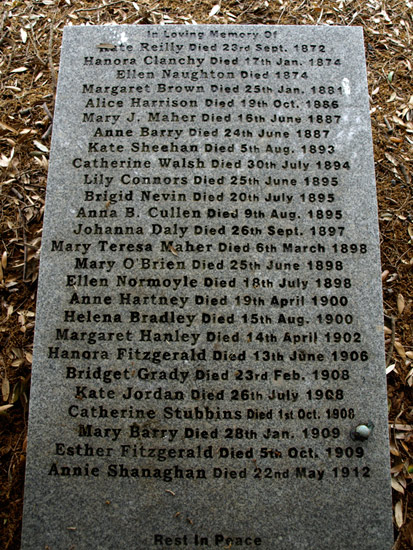 In Loving Memory Of
Kate Reilly Died 23rd Sept. 1872
Hanora Clanchy Died 17th Jan. 1874
Ellen Naughton Died 1874
Margaret Brown Died 25th Jan. 1881
Alice Harrison Died 19th Oct. 1886
Mary J. Maher Died 16th June 1887
Anne Barry Died 24th June 1887
Kate Sheehan Died 5th Aug. 1893
Catherine Walsh Died 30th July 1894
Lily Connors Died 25th June 1895
Brigid Nevin Died 20th July 1895
Anna B. Cullen Died 9th Aug. 1895
Johanna Daly Died 26th Sept. 1897
Mary Teresa Maher Died 6th March 1898
Mary O'Brien Died 25th June 1898
Ellen Normoyle Died 18th July 1898
Anne Hartney Died 19th April 1900
Helena Bradley Died 15th Aug. 1900
Margaret Hanley Died 14th April 1902
Hanora Fitzgerald Died 13th June 1906
Bridget Grady Died 23rd Feb. 1908
Kate Jordan Died 26th July 1908
Catherine Stubbins Died 1st Oct. 1908
Mary Barry Died 28th Jan. 1909
Esther Fitzgerald Died 5th Oct. 1909
Annie Shanaghan Died 22nd May 1912
Rest In Peace